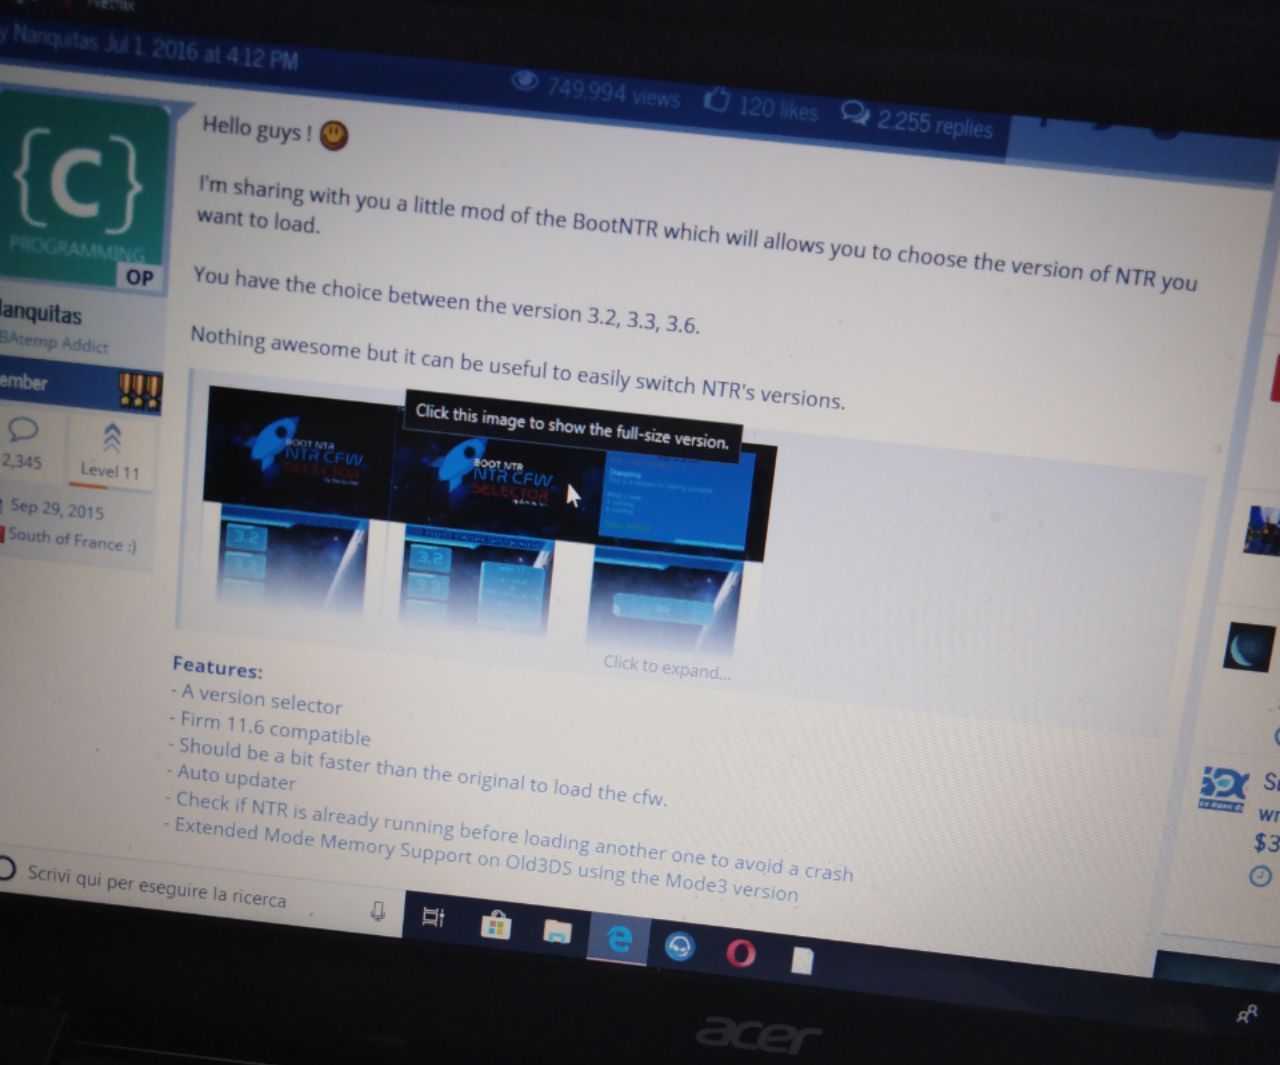 Netflix
y Nanquitas Jul 1, 2016 at 4:12 PM
749,994 views 120 likes 2,255 replies
{C}
PROGRAMMING
OP
anquitas
BAtemp Addict
ember
2,345
Level 11
Sep 29, 2015
South of France :)
Hello guys !
I'm sharing with you a little mod of the BootNTR which will allows you to choose the version of NTR you
want to load.
You have the choice between the version 3.2, 3.3, 3.6.
Nothing awesome but it can be useful to easily switch NTR's versions.
Click this image to show the full-size version.
BOOT NTR
NTR CFW
SELECTOR
BOOT NTR
NTR CFW
SELECTOR
Changelog
3.2
3.3
3.2
3.3
Click to expand...
Features:
- A version selector
- Firm 11.6 compatible
- Should be a bit faster than the original to load the cfw.
- Auto updater
- Check if NTR is already running before loading another one to avoid a crash
- Extended Mode Memory Support on Old3DS using the Mode3 version
$3
Scrivi qui per eseguire la ricerca
acer